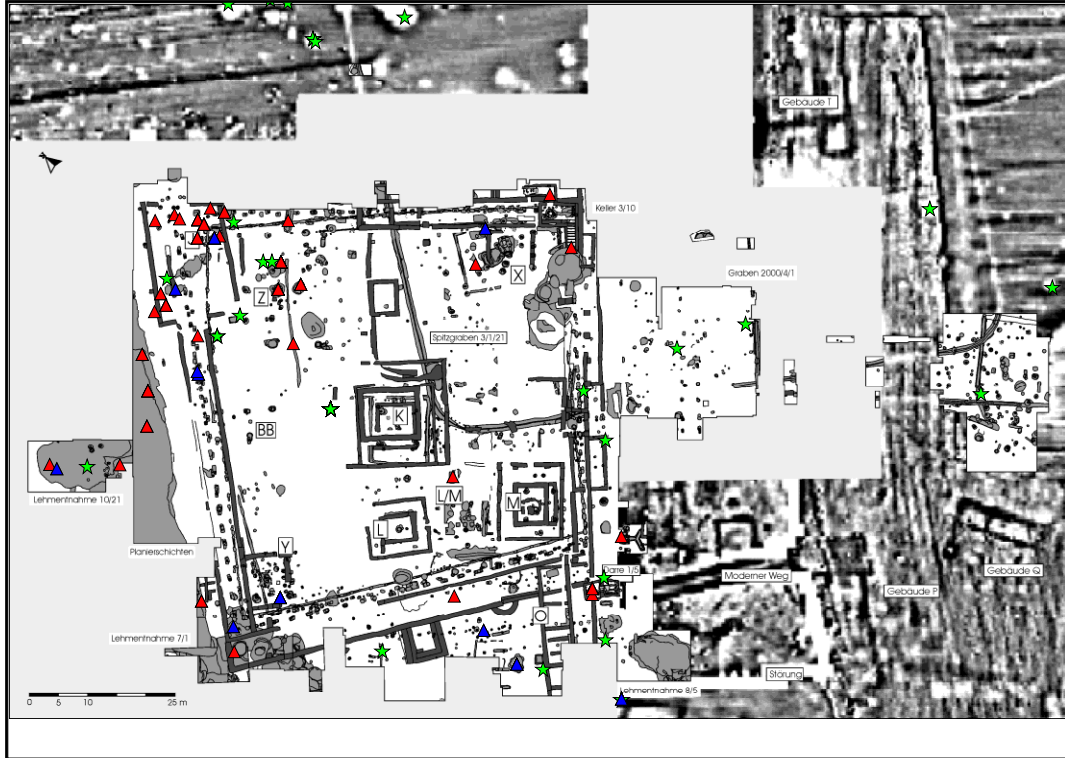 Gebäude T
Keller 3/10
Graben 2000/4/1
X
Z
Spitzgraben 3/1/21
K
BB
L/M
M
Lehmentnahme 10/21
L
Planierschichten
Y
Darre 1/5
Moderner Weg
Gebäude Q
Gebäude P
O
Lehmentnahme 7/1
Störung
Lehmentnahme 8/5
0 5 10 25 m